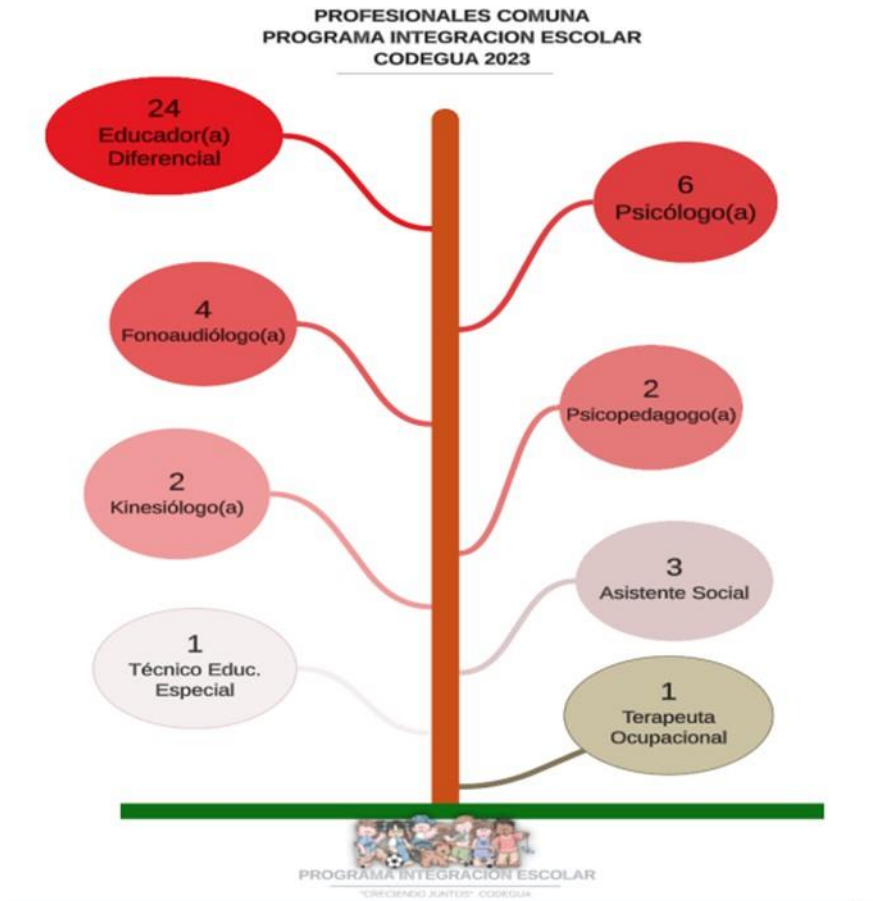 PROFESIONALES COMUNA
PROGRAMA INTEGRACION ESCOLAR
CODEGUA 2023
24
Educador(a)
Diferencial
6
Psicólogo(a)
4
Fonoaudiólogo(a)
2
Psicopedagogo(a)
2
Kinesiólogo(a)
3
Asistente Social
1
Técnico Educ.
Especial
1
Terapeuta
Ocupacional
PROGRAMA INTEGRACION ESCOLAR
"CRECIENDO JUNTOS" CODEGUA